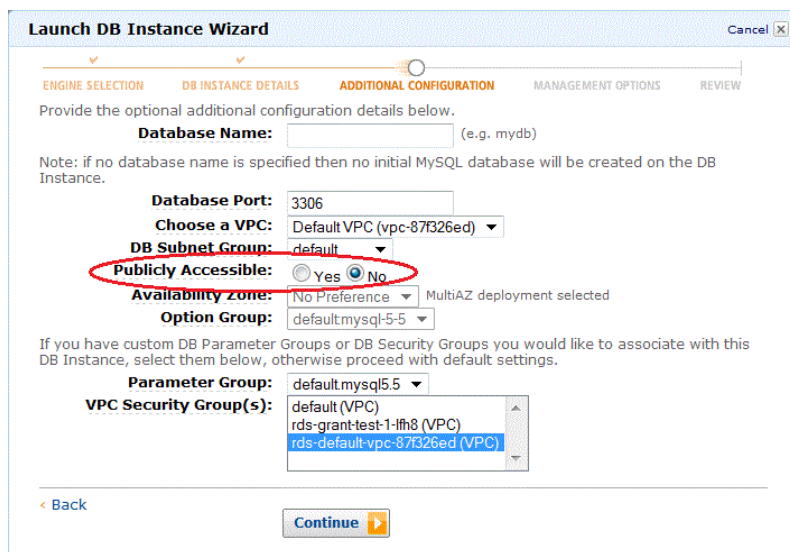 Launch DB Instance Wizard
Cancel
ENGINE SELECTION DB INSTANCE DETAILS ADDITIONAL CONFIGURATION MANAGEMENT OPTIONS REVIEW
Provide the optional additional configuration details below.
Database Name: (e.g. mydb)
Note: if no database name is specified then no initial MySQL database will be created on the DB
Instance.
Database Port: 3306
Choose a VPC: Default VPC (vpc-87f326ed)
DB Subnet Group: default
Publicly Accessible: Yes No
Availability Zone: No Preference MultiAZ deployment selected
Option Group: default:mysql-5-5
If you have custom DB Parameter Groups or DB Security Groups you would like to associate with this
DB Instance, select them below, otherwise proceed with default settings.
Parameter Group: default.mysql5.5
VPC Security Group(s): default (VPC)
rds-grant-test-1-lfh8 (VPC)
rds-default-vpc-87f326ed (VPC)
< Back
Continue